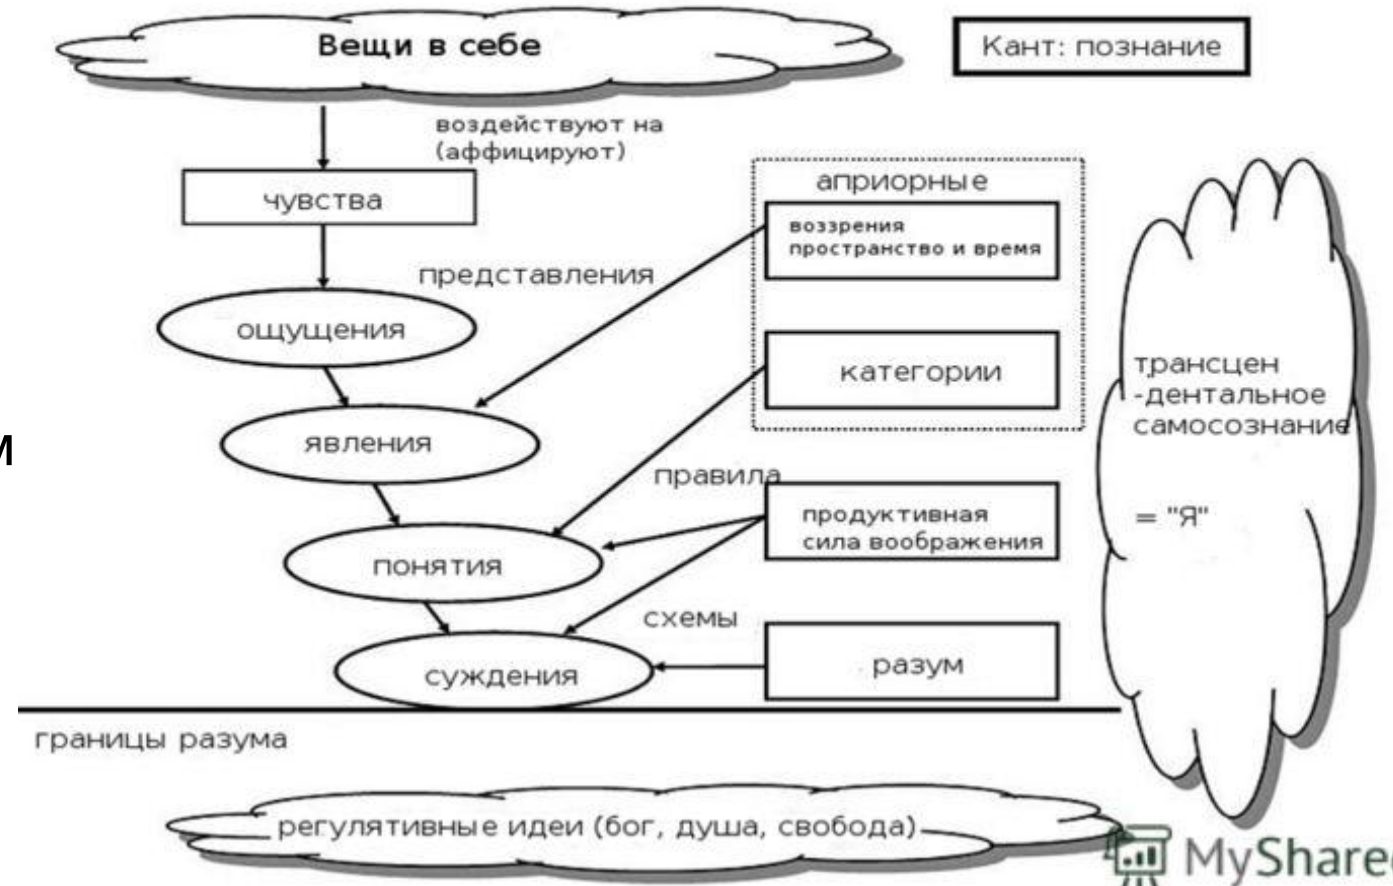 Вещи в себе
Кант: познание
воздействуют на
(аффицируют)
чувства
априорные
воззрения
пространство и время
представления
ощущения
категории
трансцен
-дентальное
самосознание
= "Я"
явления
м
правила
продуктивная
сила воображения
понятия
схемы
разум
суждения
границы разума
регулятивные идеи (бог, душа, свобода)
MyShared